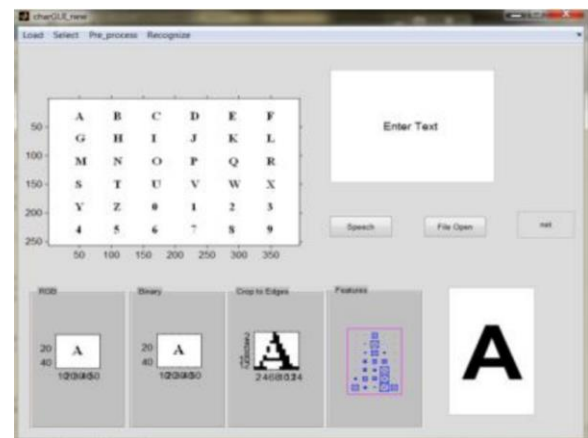 charGUI_new
Load Select Pre_process Recognize
Enter Text
A B C D E F
50
G H I J K L
100
M N O P Q R
150
S T U V W X
200
Y Z 0 1 2 3
4 5 6 7 8 9
250
50 100 150 200 250 300 350
Speech File Open net
RGB Binary Crop to Edges Features
20
40
A
20
40
A
A
A